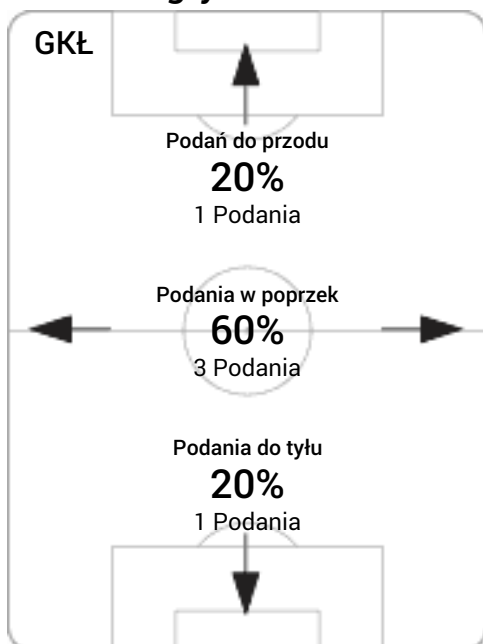 GKŁ
Podań do przodu
20%
1 Podania
Podania w poprzek
60%
3 Podania
Podania do tyłu
20%
1 Podania